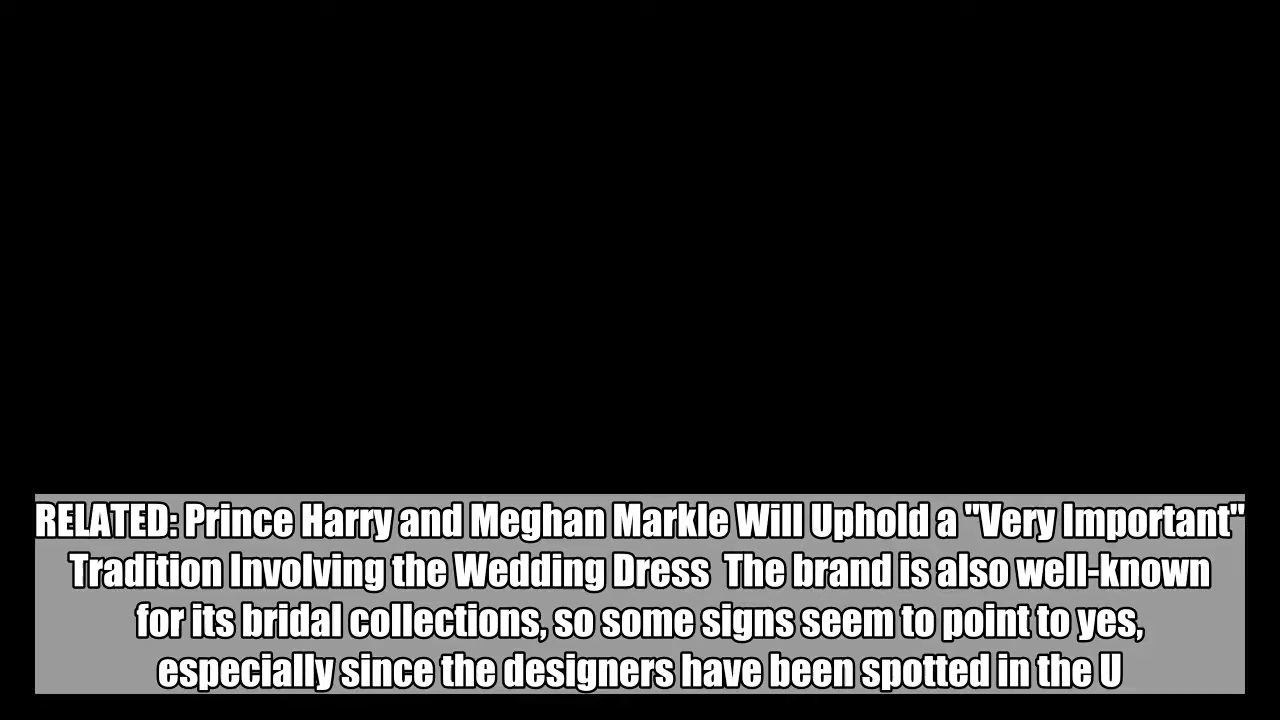 RELATED: Prince Harry and Meghan Markle Will Uphold a "Very Important"
Tradition Involving the Wedding Dress  The brand is also well-known
for its bridal collections, so some signs seem to point to yes,
especially since the designers have been spotted in the U